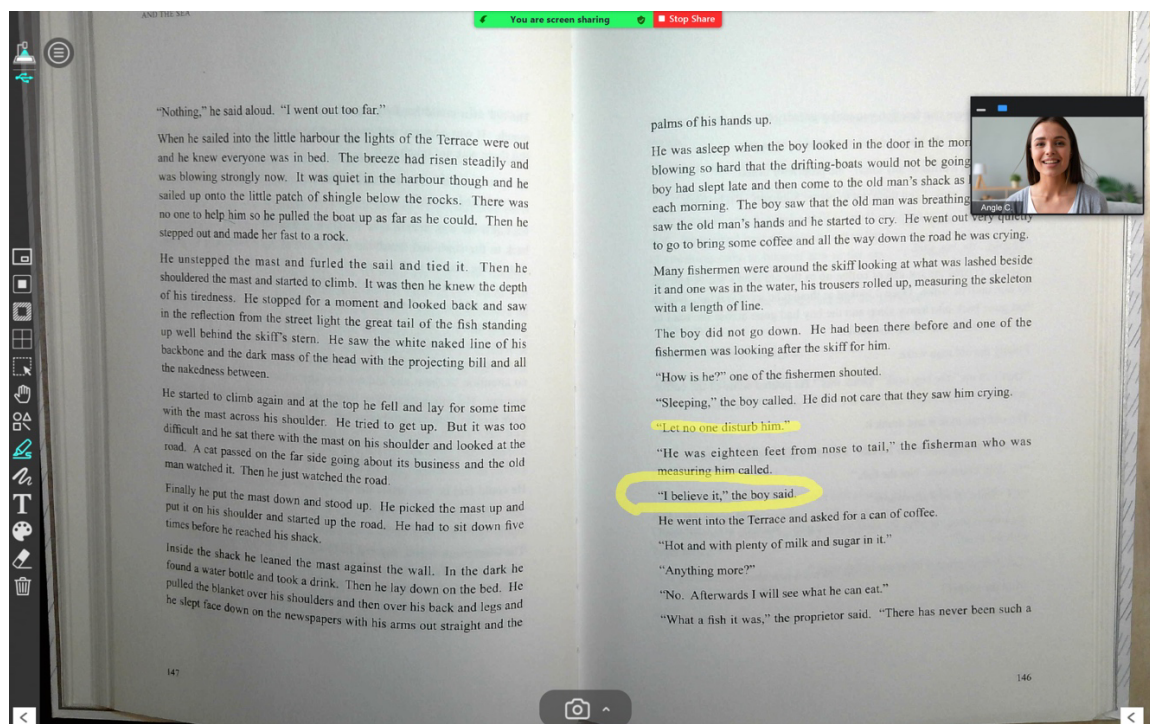 AND THE SEA
You are screen sharing
Stop Share
"Nothing," he said aloud. "I went out too far."
When he sailed into the little harbour the lights of the Terrace were out
and he knew everyone was in bed. The breeze had risen steadily and
was blowing strongly now. It was quiet in the harbour though and he
sailed up onto the little patch of shingle below the rocks. There was
no one to help him so he pulled the boat up as far as he could. Then he
stepped out and made her fast to a rock.
He unstepped the mast and furled the sail and tied it. Then he
shouldered the mast and started to climb. It was then he knew the depth
of his tiredness. He stopped for a moment and looked back and saw
in the reflection from the street light the great tail of the fish standing
up well behind the skiff's stern. He saw the white naked line of his
backbone and the dark mass of the head with the projecting bill and all
the nakedness between.
He started to climb again and at the top he fell and lay for some time
with the mast across his shoulder. He tried to get up. But it was too
difficult and he sat there with the mast on his shoulder and looked at the
road. A cat passed on the far side going about its business and the old
man watched it. Then he just watched the road.
Finally he put the mast down and stood up. He picked the mast up and
put it on his shoulder and started up the road. He had to sit down five
times before he reached his shack.
Inside the shack he leaned the mast against the wall. In the dark he
found a water bottle and took a drink. Then he lay down on the bed. He
pulled the blanket over his shoulders and then over his back and legs and
he slept face down on the newspapers with his arms out straight and the
147
palms of his hands up.
He was asleep when the boy looked in the door in the
blowing so hard that the drifting-boats would not be going
boy had slept late and then come to the old man's shack as
each morning. The boy saw that the old man was breathing
saw the old man's hands and he started to cry. He went out very quietly
to go to bring some coffee and all the way down the road he was crying.
Many fishermen were around the skiff looking at what was lashed beside
it and one was in the water, his trousers rolled up, measuring the skeleton
with a length of line.
The boy did not go down. He had been there before and one of the
fishermen was looking after the skiff for him.
"How is he?" one of the fishermen shouted.
"Sleeping," the boy called. He did not care that they saw him crying.
"Let no one disturb him."
"He was eighteen feet from nose to tail," the fisherman who was
measuring him called.
"I believe it," the boy said.
He went into the Terrace and asked for a can of coffee.
"Hot and with plenty of milk and sugar in it."
"Anything more?"
"No. Afterwards I will see what he can eat."
"What a fish it was," the proprietor said. "There has never been such a
146
Angle C.
T